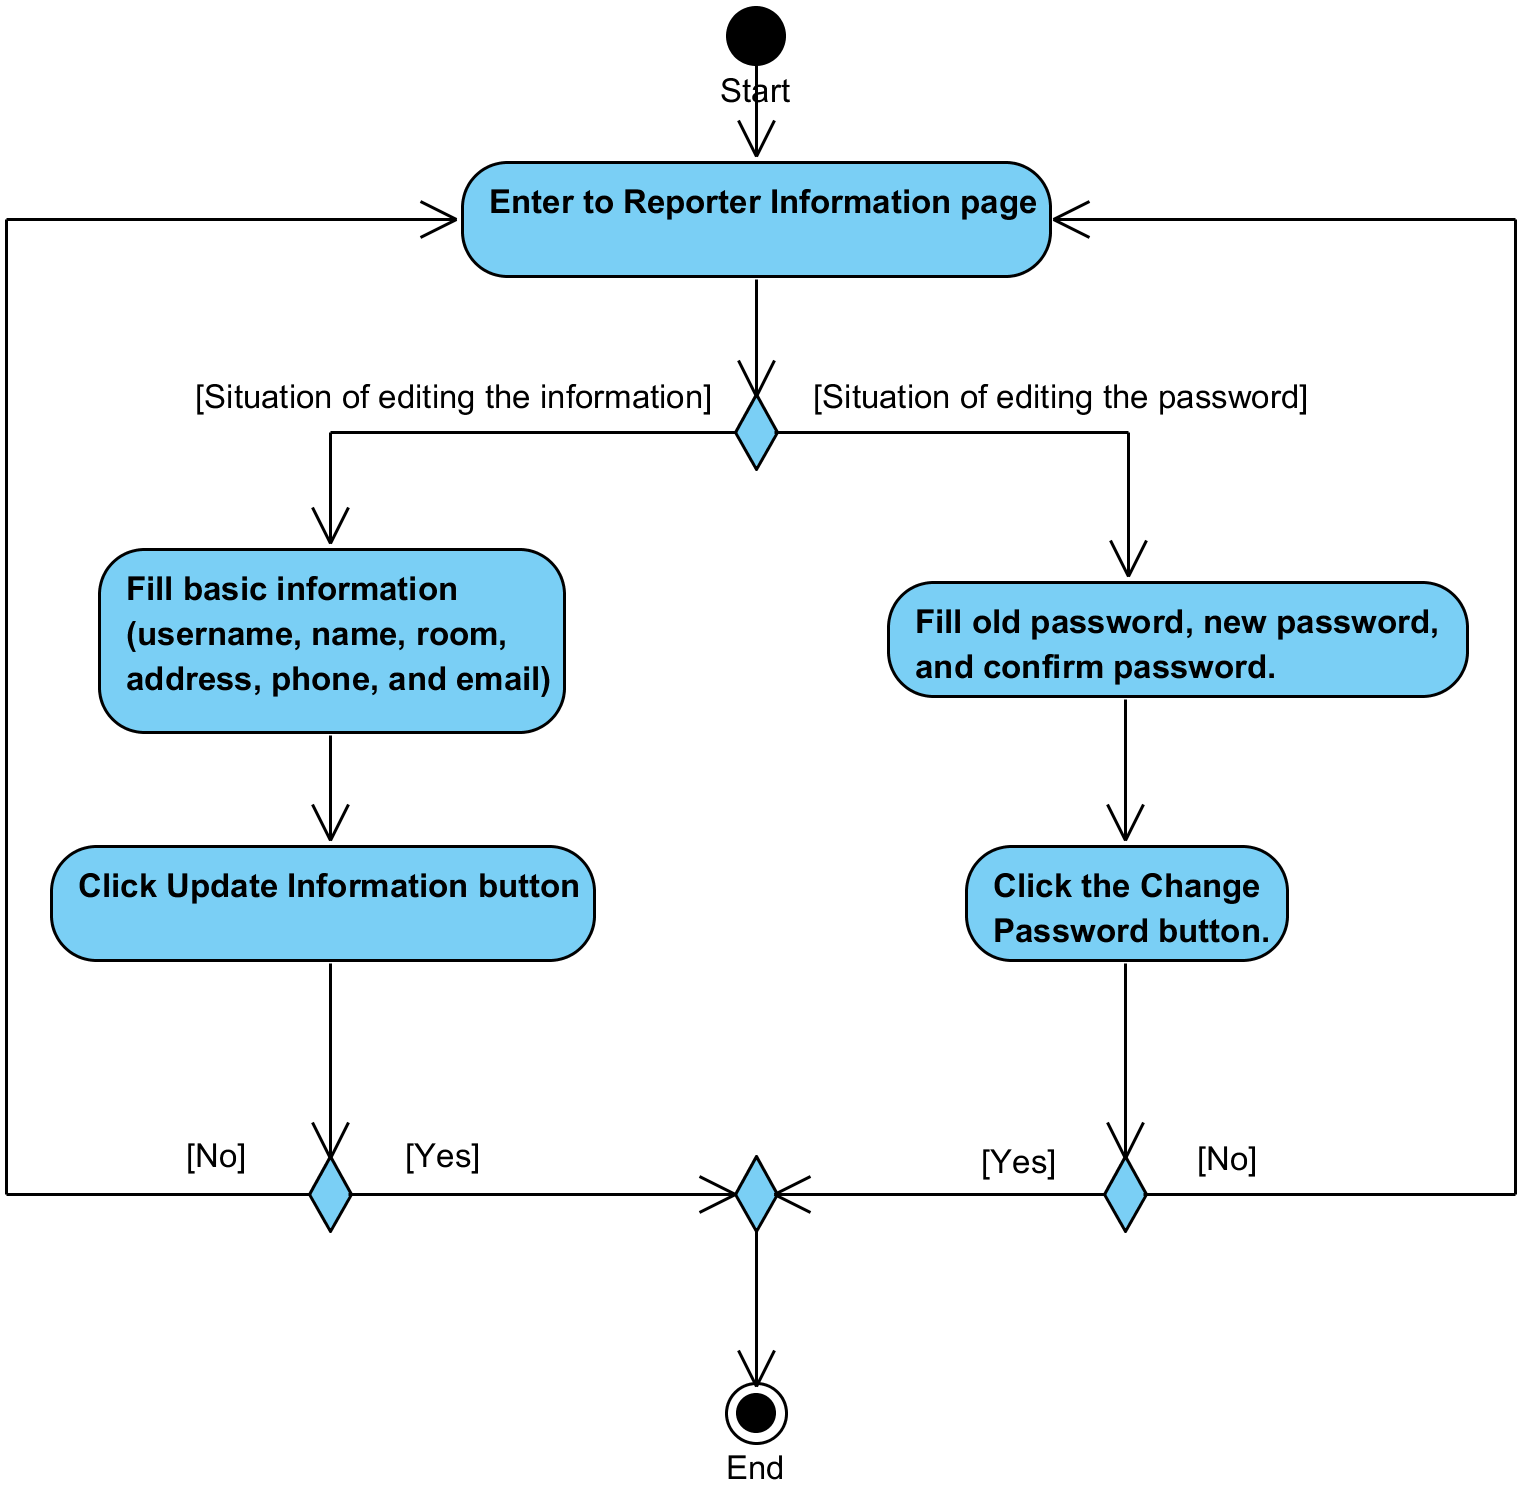 Start
Enter to Reporter Information page
[Situation of editing the information]
[Situation of editing the password]
Fill basic information
(username, name, room,
address, phone, and email)
Fill old password, new password,
and confirm password.
Click Update Information button
Click the Change
Password button.
[No]
[Yes]
[Yes]
[No]
End